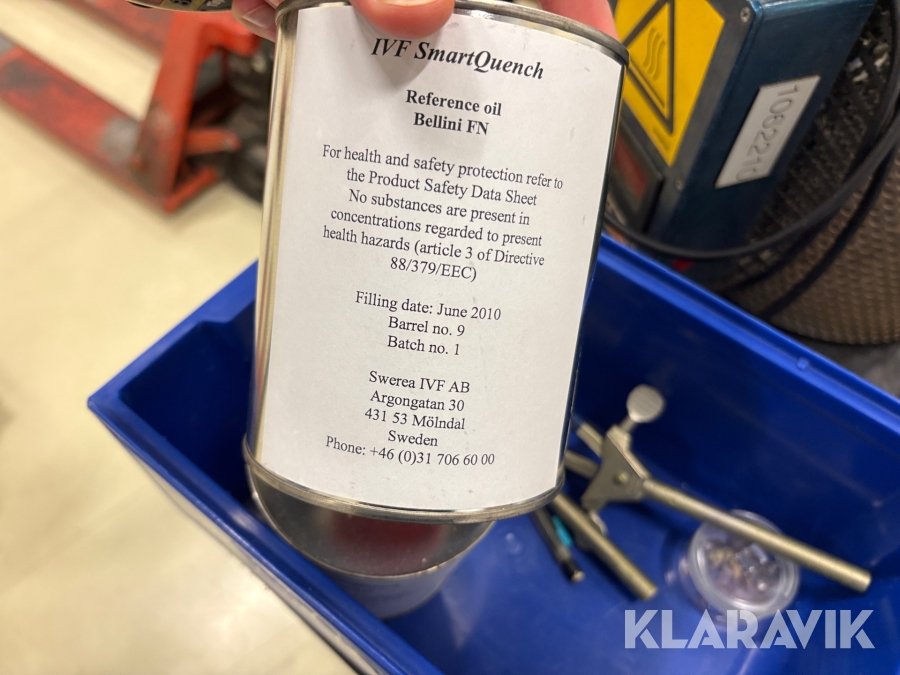 IVF SmartQuench
Reference oil
Bellini FN
For health and safety protection refer to
the Product Safety Data Sheet
No substances are present in
concentrations regarded to present
health hazards (article 3 of Directive
88/379/EEC)
Filling date: June 2010
Barrel no. 9
Batch no. 1
Swerea IVF AB
Argongatan 30
431 53 Mölndal
Sweden
Phone: +46 (0)31 706 60 00
1062210
KLARAVIK